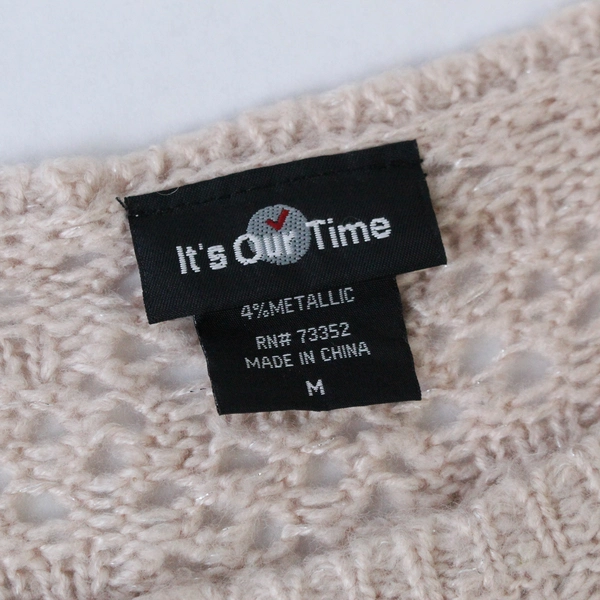 It's Our Time
4%METALLIC
RN# 73352
MADE IN CHINA
M